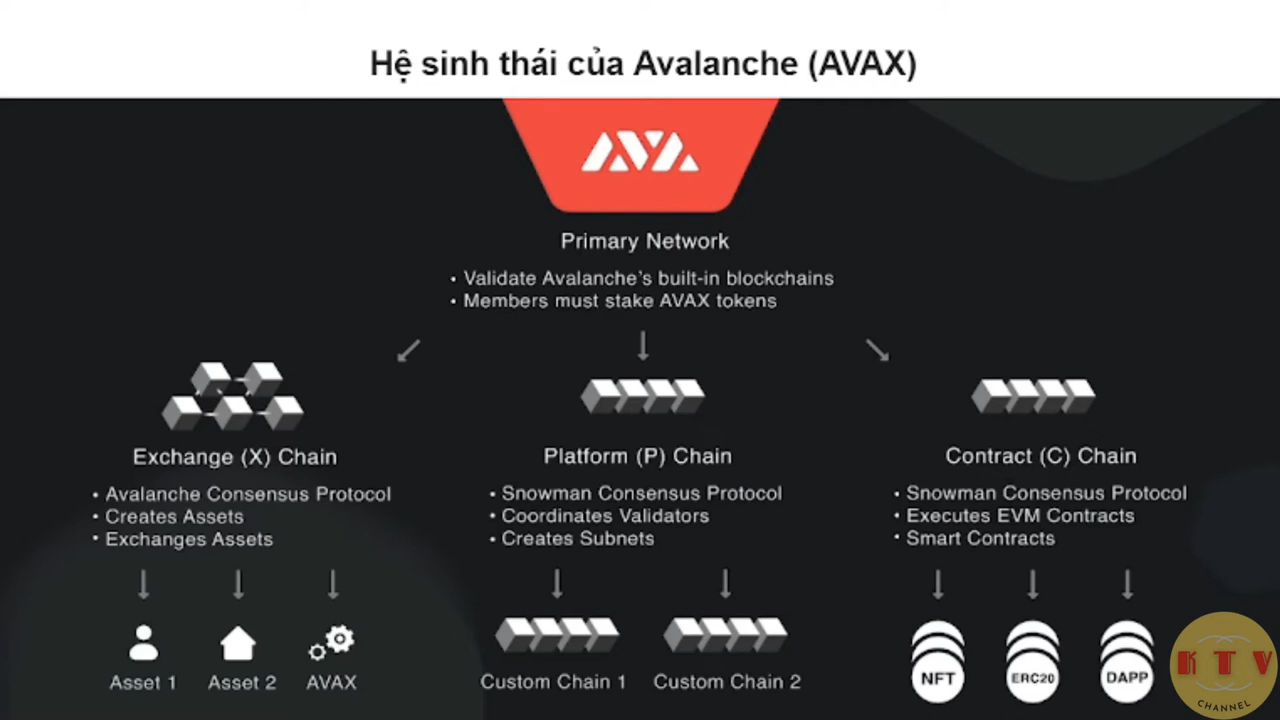 Hệ sinh thái của Avalanche (AVAX)
AVA
Primary Network
• Validate Avalanche's built-in blockchains
• Members must stake AVAX tokens
Exchange (X) Chain
• Avalanche Consensus Protocol
• Creates Assets
• Exchanges Assets
Asset 1
Asset 2
AVAX
Platform (P) Chain
• Snowman Consensus Protocol
• Coordinates Validators
• Creates Subnets
Custom Chain 1
Custom Chain 2
Contract (C) Chain
• Snowman Consensus Protocol
• Executes EVM Contracts
• Smart Contracts
NFT
ERC20
DAPP
KTV
CHANNEL